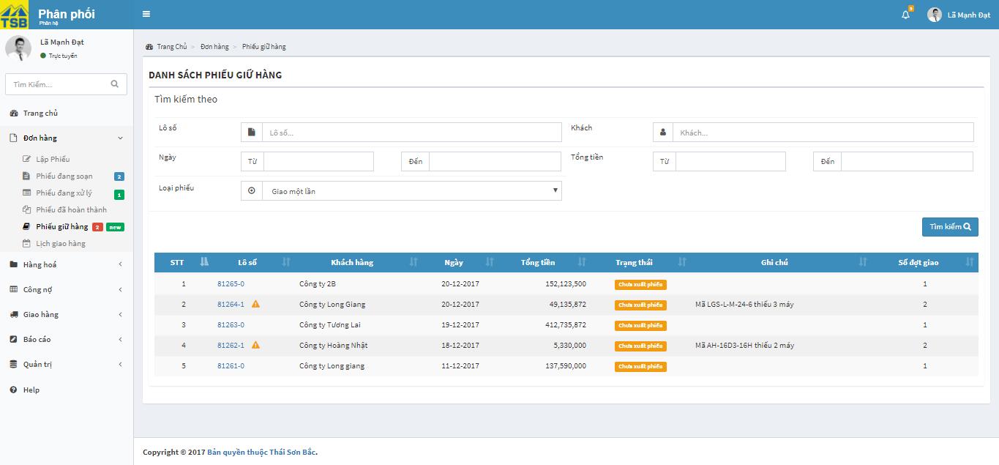 TSB
Phân phối
Phân hệ
9
Lã Mạnh Đạt
Lã Mạnh Đạt
Trực tuyến
Tìm Kiếm...
Trang chủ
Đơn hàng
Lập Phiếu
Phiếu đang soạn 2
Phiếu đang xử lý 1
Phiếu đã hoàn thành
Phiếu giữ hàng 2 new
Lịch giao hàng
Hàng hoá
Công nợ
Giao hàng
Báo cáo
Quản trị
Help
Trang Chủ > Đơn hàng > Phiếu giữ hàng
DANH SÁCH PHIẾU GIỮ HÀNG
Tìm kiếm theo
Lô số Lô số... Khách Khách...
Ngày Từ Đến Tổng tiền Từ Đến
Loại phiếu Giao một lần
Tìm kiếm
STT Lô số Khách hàng Ngày Tổng tiền Trạng thái Ghi chú Số đợt giao
1 81265-0 Công ty 2B 20-12-2017 152,123,500 Chưa xuất phiếu 1
2 81264-1 Công ty Long Giang 20-12-2017 49,135,872 Chưa xuất phiếu Mã LGS-L-M-24-6 thiếu 3 máy 2
3 81263-0 Công ty Tương Lai 19-12-2017 412,735,872 Chưa xuất phiếu 1
4 81262-1 Công ty Hoàng Nhật 18-12-2017 5,330,000 Chưa xuất phiếu Mã AH-16D3-16H thiếu 2 máy 2
5 81261-0 Công ty Long giang 11-12-2017 137,590,000 Chưa xuất phiếu 1
Copyright © 2017 Bản quyền thuộc Thái Sơn Bắc.